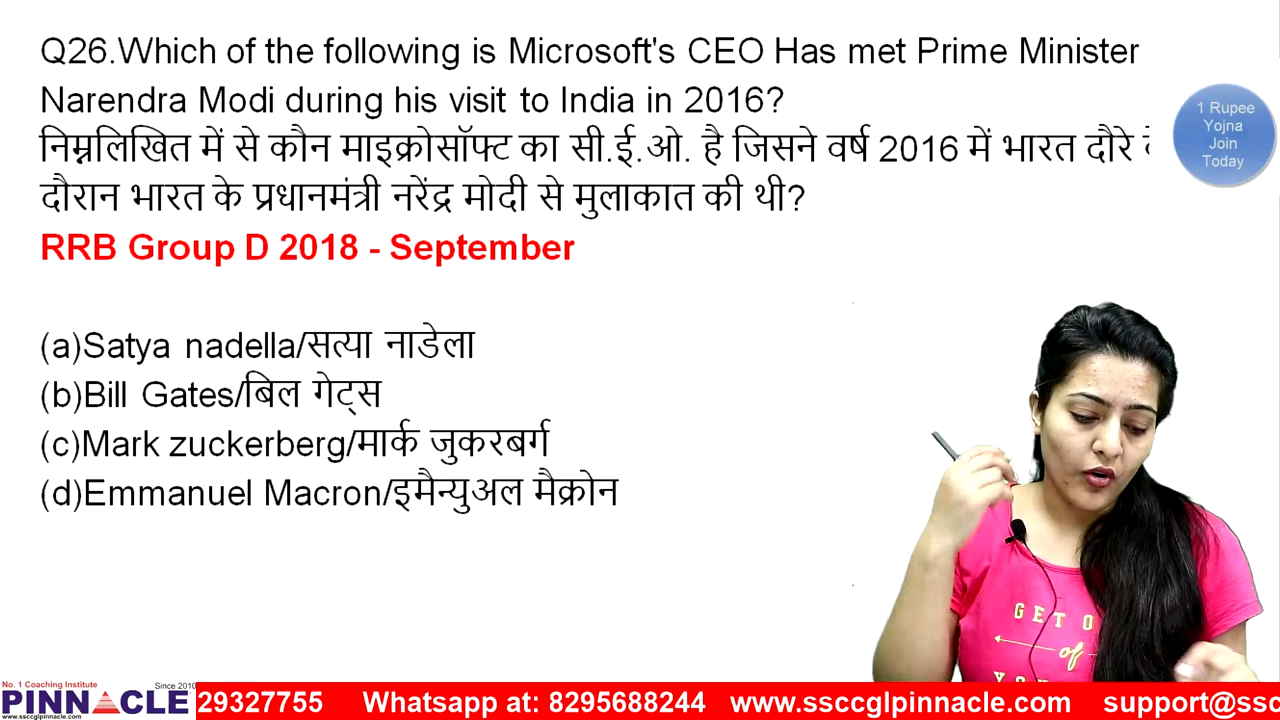 Q26.Which of the following is Microsoft's CEO Has met Prime Minister
Narendra Modi during his visit to India in 2016?
निम्नलिखित में से कौन माइक्रोसॉफ्ट का सी.ई.ओ. है जिसने वर्ष 2016 में भारत दौरे
दौरान भारत के प्रधानमंत्री नरेंद्र मोदी से मुलाकात की थी?
RRB Group D 2018 - September
1 Rupee
Yojna
Join
Today
(a)Satya nadella/सत्या नाडेला
(b)Bill Gates/बिल गेट्स
(c)Mark zuckerberg/मार्क जुकरबर्ग
(d)Emmanuel Macron/इमैन्युअल मैक्रोन
GET O
of
No. 1 Coaching Institute
Since 2010
PINNACLE
www.ssccglpinnacle.com
29327755 Whatsapp at: 8295688244 www.ssccglpinnacle.com support@ssc